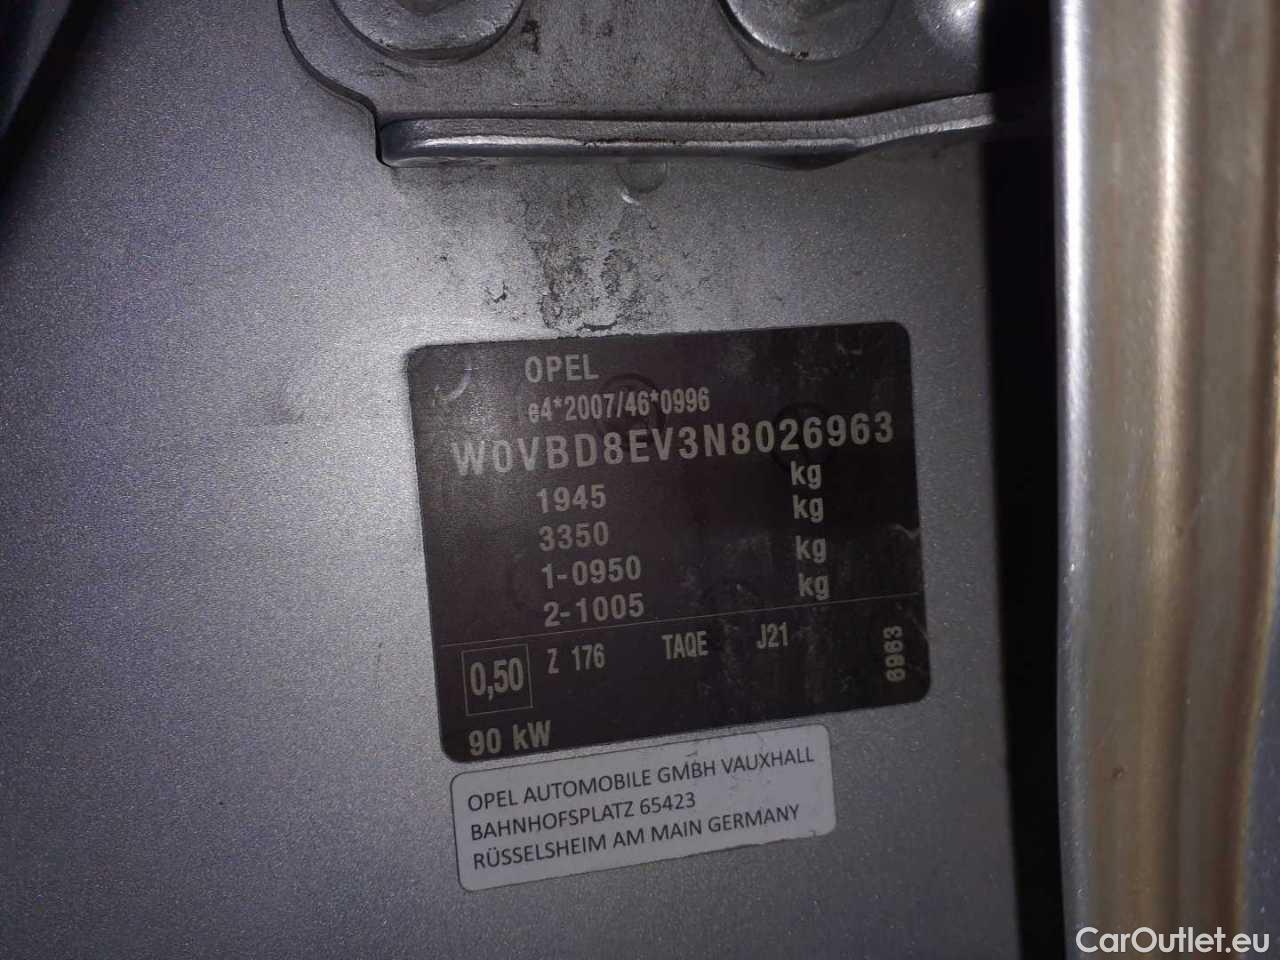 OPEL
e4*2007/46*0996
W0VBD8EV3N8026963
1945 kg
3350 kg
1-0950 kg
2-1005 kg
0,50 Z 176 TAQE J21 6963
90 kW
OPEL AUTOMOBILE GMBH VAUXHALL
BAHNHOFSPLATZ 65423
RÜSSELSHEIM AM MAIN GERMANY
CarOutlet.eu